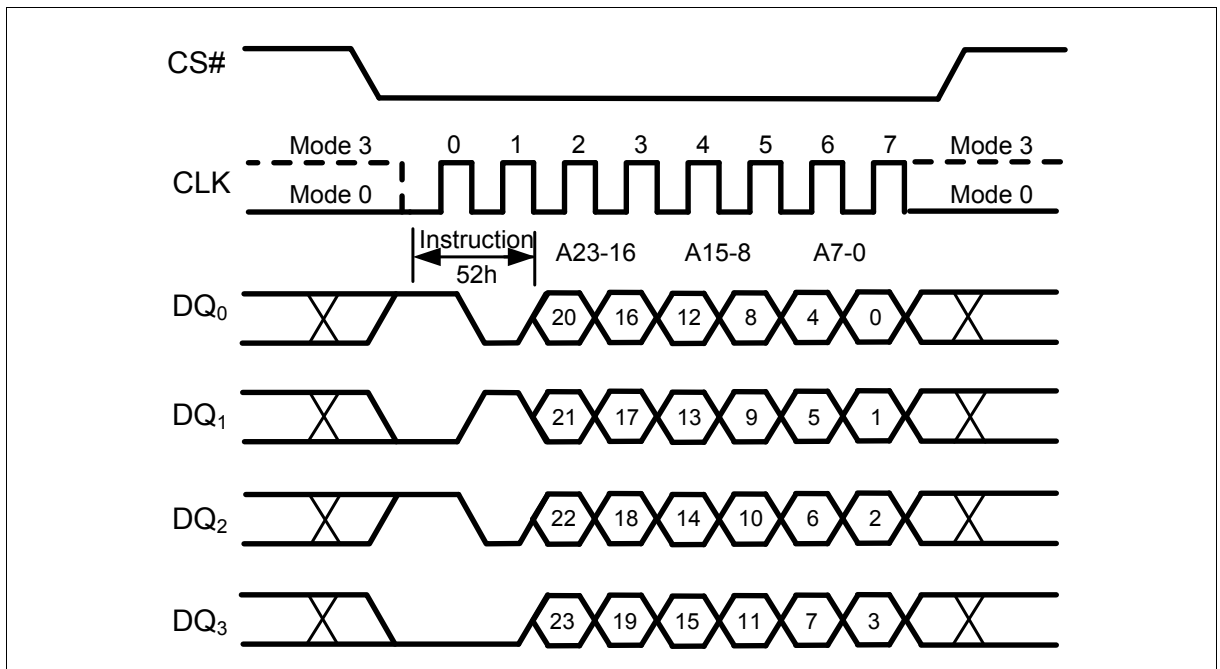 CS#
Mode 3 0 1 2 3 4 5 6 7 Mode 3
CLK
Mode 0 Mode 0
Instruction A23-16 A15-8 A7-0
52h
DQ0 20 16 12 8 4 0
DQ1 21 17 13 9 5 1
DQ2 22 18 14 10 6 2
DQ3 23 19 15 11 7 3